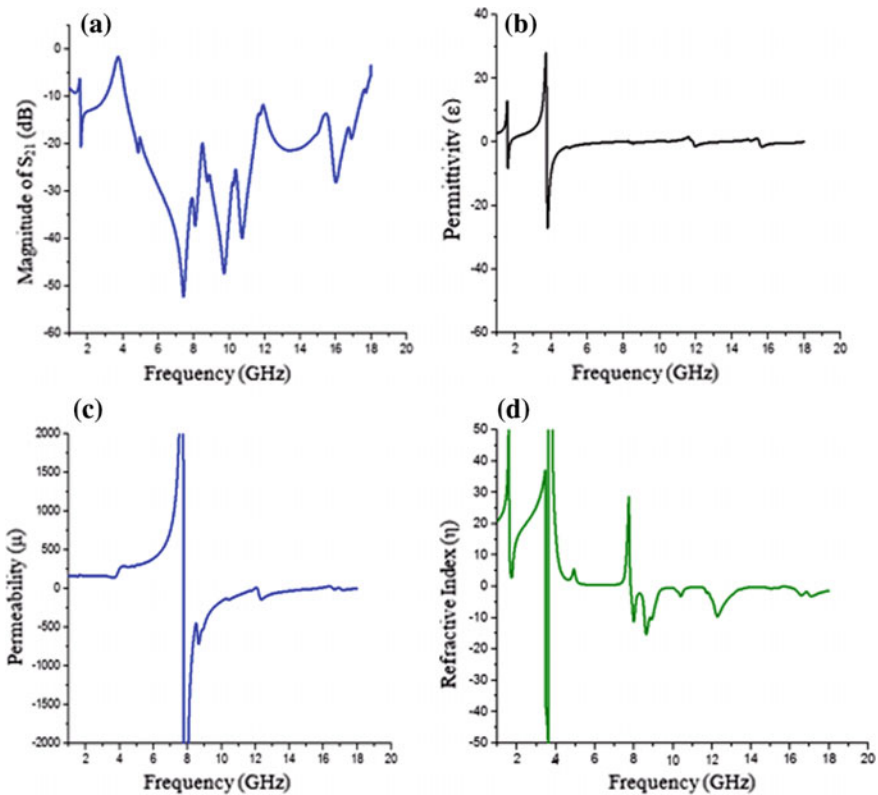 (a)
Magnitude of S21 (dB)
0
-10
-20
-30
-40
-50
-60
2 4 6 8 10 12 14 16 18 20
Frequency (GHz)
(b)
Permittivity (ε)
40
20
0
-20
-40
-60
2 4 6 8 10 12 14 16 18 20
Frequency (GHz)
(c)
Permeability (μ)
2000
1500
1000
500
0
-500
-1000
-1500
-2000
2 4 6 8 10 12 14 16 18 20
Frequency (GHz)
(d)
Refractive Index (η)
50
40
30
20
10
0
-10
-20
-30
-40
-50
2 4 6 8 10 12 14 16 18 20
Frequency (GHz)